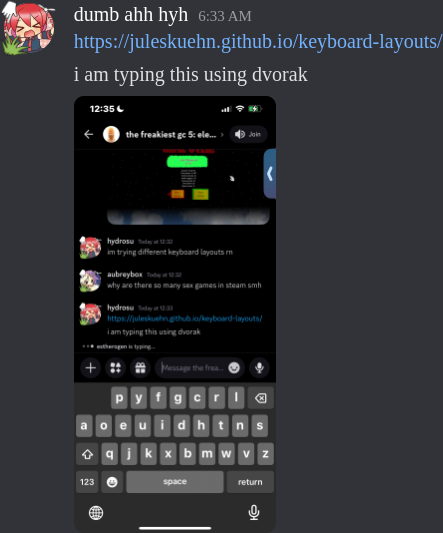 dumb ahh hyh 6:33 AM
https://juleskuehn.github.io/keyboard-layouts/
i am typing this using dvorak
12:35
the freakiest gc 5: ele... Join
hydrosu Today at 12:32
im trying different keyboard layouts rn
aubreybox Today at 12:32
why are there so many sex games in steam smh
hydrosu Today at 12:33
https://juleskuehn.github.io/keyboard-layouts/
i am typing this using dvorak
esthersgen is typing...
Message the frea...
p y f g c r l
a o e u i d h t n s
q j k x b m w v z
123 space return